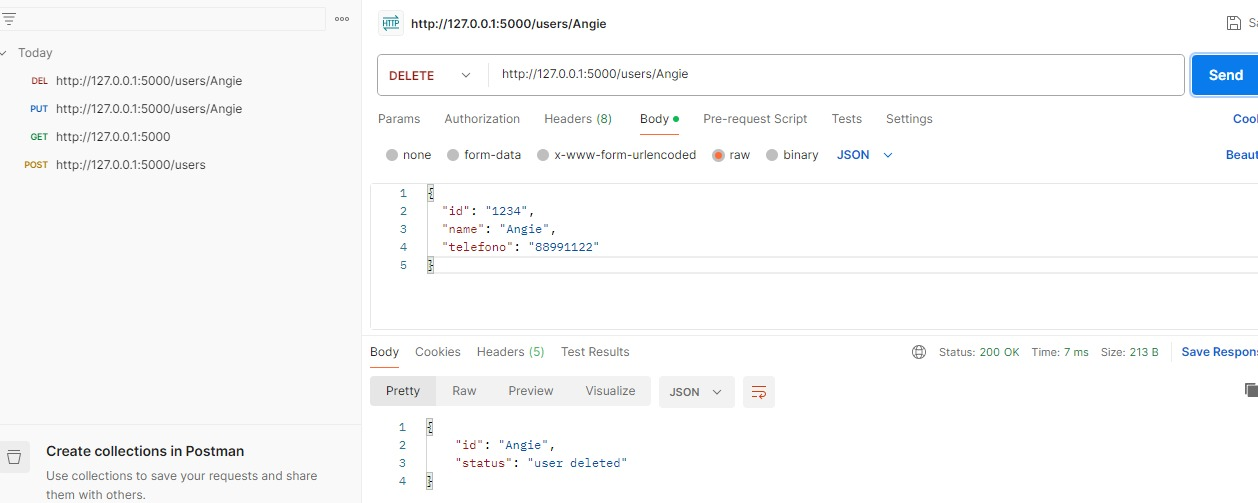 Today
DEL http://127.0.0.1:5000/users/Angie
PUT http://127.0.0.1:5000/users/Angie
GET http://127.0.0.1:5000
POST http://127.0.0.1:5000/users
Create collections in Postman
Use collections to save your requests and share
them with others.
HTTP http://127.0.0.1:5000/users/Angie Sa
DELETE http://127.0.0.1:5000/users/Angie Send
Params Authorization Headers (8) Body Pre-request Script Tests Settings Cool
none form-data x-www-form-urlencoded raw binary JSON Beaut
1 {
2 "id": "1234",
3 "name": "Angie",
4 "telefono": "88991122"
5 }
Body Cookies Headers (5) Test Results Status: 200 OK Time: 7 ms Size: 213 B Save Respons
Pretty Raw Preview Visualize JSON
1 {
2 "id": "Angie",
3 "status": "user deleted"
4 }